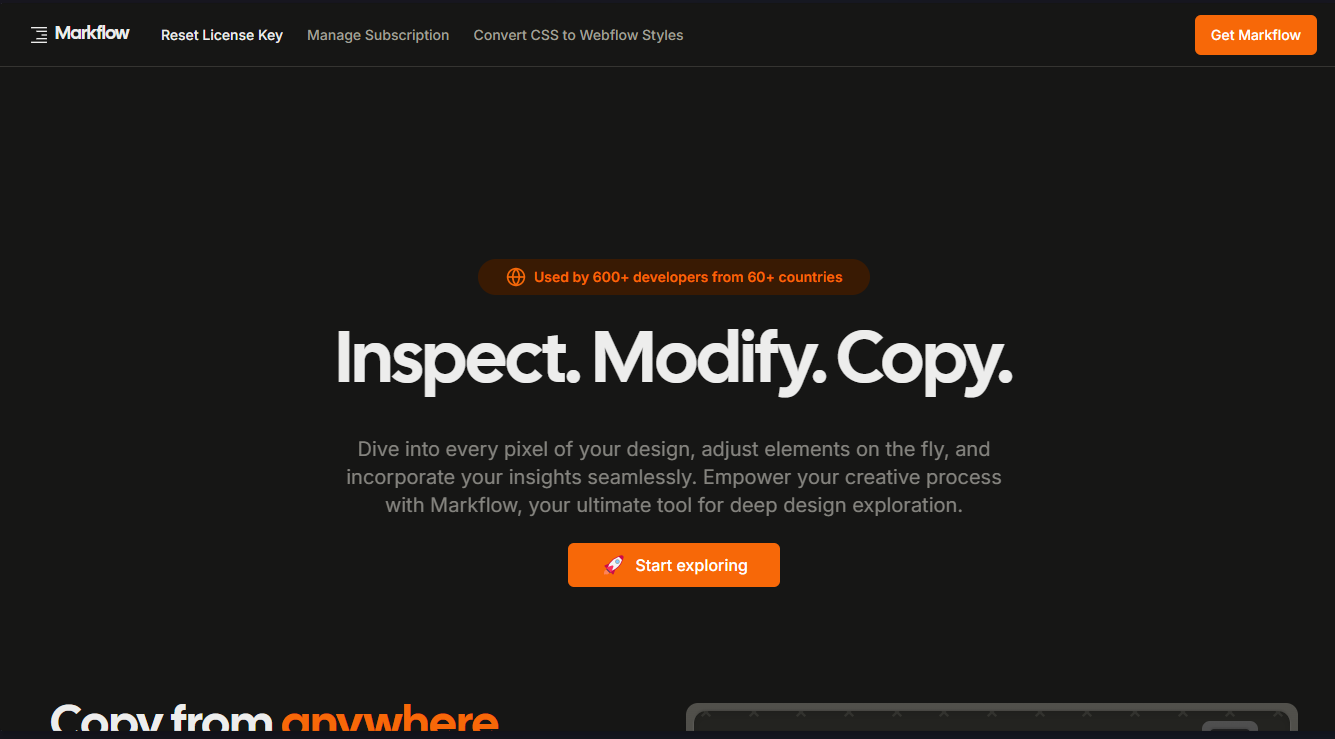 Markflow
Reset License Key
Manage Subscription
Convert CSS to Webflow Styles
Get Markflow
Used by 600+ developers from 60+ countries
Inspect. Modify. Copy.
Dive into every pixel of your design, adjust elements on the fly, and
incorporate your insights seamlessly. Empower your creative process
with Markflow, your ultimate tool for deep design exploration.
Start exploring
Copy from anywhere